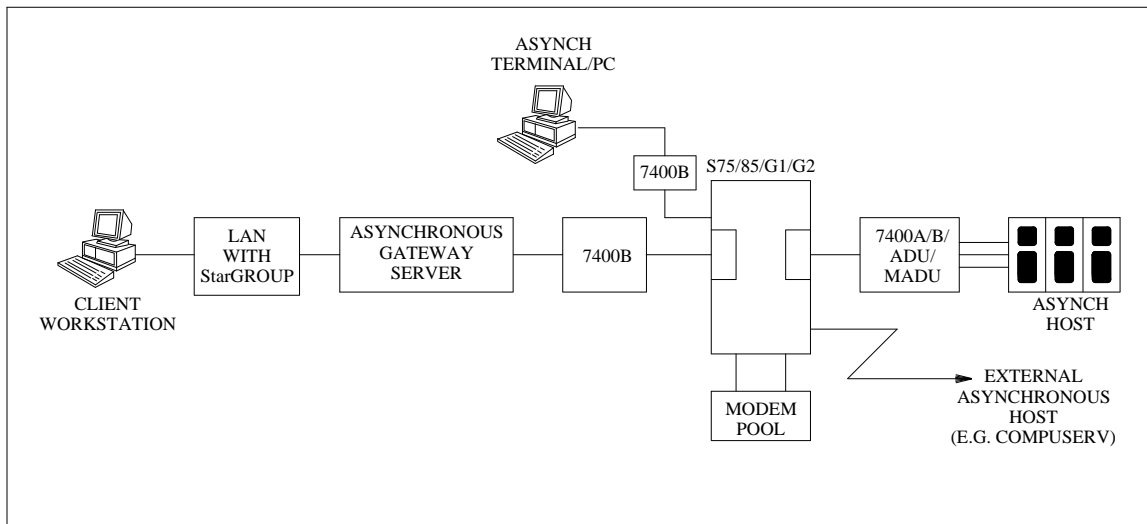 ASYNCH
TERMINAL/PC
7400B
S75/85/G1/G2
CLIENT
WORKSTATION
LAN
WITH
StarGROUP
ASYNCHRONOUS
GATEWAY
SERVER
7400B
7400A/B/
ADU/
MADU
ASYNCH
HOST
MODEM
POOL
EXTERNAL
ASYNCHRONOUS
HOST
(E.G. COMPUSERV)